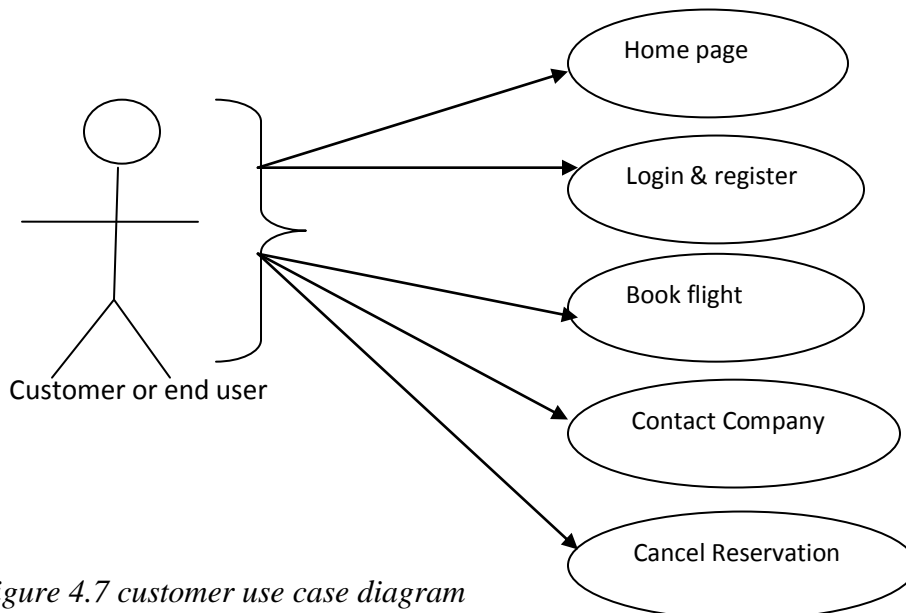 Home page
Login & register
Book flight
Customer or end user
Contact Company
Cancel Reservation
igure 4.7 customer use case diagram